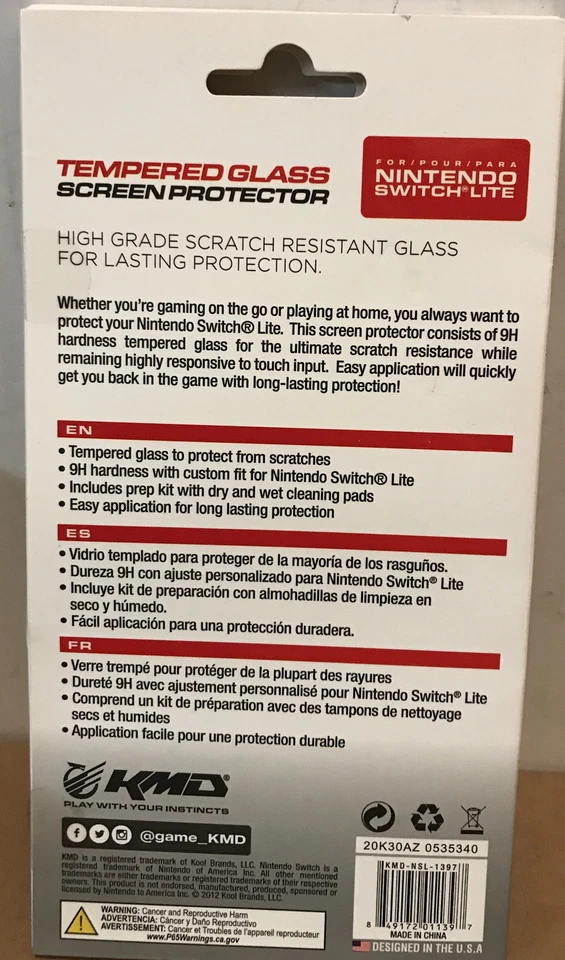 TEMPERED GLASS
SCREEN PROTECTOR
FOR/POUR/PARA
NINTENDO
SWITCH® LITE
HIGH GRADE SCRATCH RESISTANT GLASS
FOR LASTING PROTECTION.
Whether you're gaming on the go or playing at home, you always want to
protect your Nintendo Switch® Lite. This screen protector consists of 9H
hardness tempered glass for the ultimate scratch resistance while
remaining highly responsive to touch input. Easy application will quickly
get you back in the game with long-lasting protection!
EN
• Tempered glass to protect from scratches
• 9H hardness with custom fit for Nintendo Switch® Lite
• Includes prep kit with dry and wet cleaning pads
• Easy application for long lasting protection
ES
• Vidrio templado para proteger de la mayoría de los rasguños.
• Dureza 9H con ajuste personalizado para Nintendo Switch® Lite
• Incluye kit de preparación con almohadillas de limpieza en
seco y húmedo.
• Fácil aplicación para una protección duradera.
FR
• Verre trempé pour protéger de la plupart des rayures
• Dureté 9H avec ajustement personnalisé pour Nintendo Switch® Lite
• Comprend un kit de préparation avec des tampons de nettoyage
secs et humides
• Application facile pour une protection durable
KMD®
PLAY WITH YOUR INSTINCTS
@game_KMD
KMD is a registered trademark of Kool Brands, LLC. Nintendo Switch is a
registered trademark of Nintendo of America Inc. All other mentioned
trademarks are either trademarks or registered trademarks of their respective
owners. This product is not endorsed, manufactured, produced, sponsored or
licensed by Nintendo to America Inc. © 2012 Kool Brands, LLC.
WARNING: Cancer and Reproductive Harm
ADVERTENCIA: Cáncer y Daño Reproductivo
AVERTISSEMENT: Cancer et Troubles de l'appareil reproducteur
www.P65Warnings.ca.gov
20K30AZ 0535340
KMD-NSL-1397
8 49172 01139 7
MADE IN CHINA
DESIGNED IN THE U.S.A